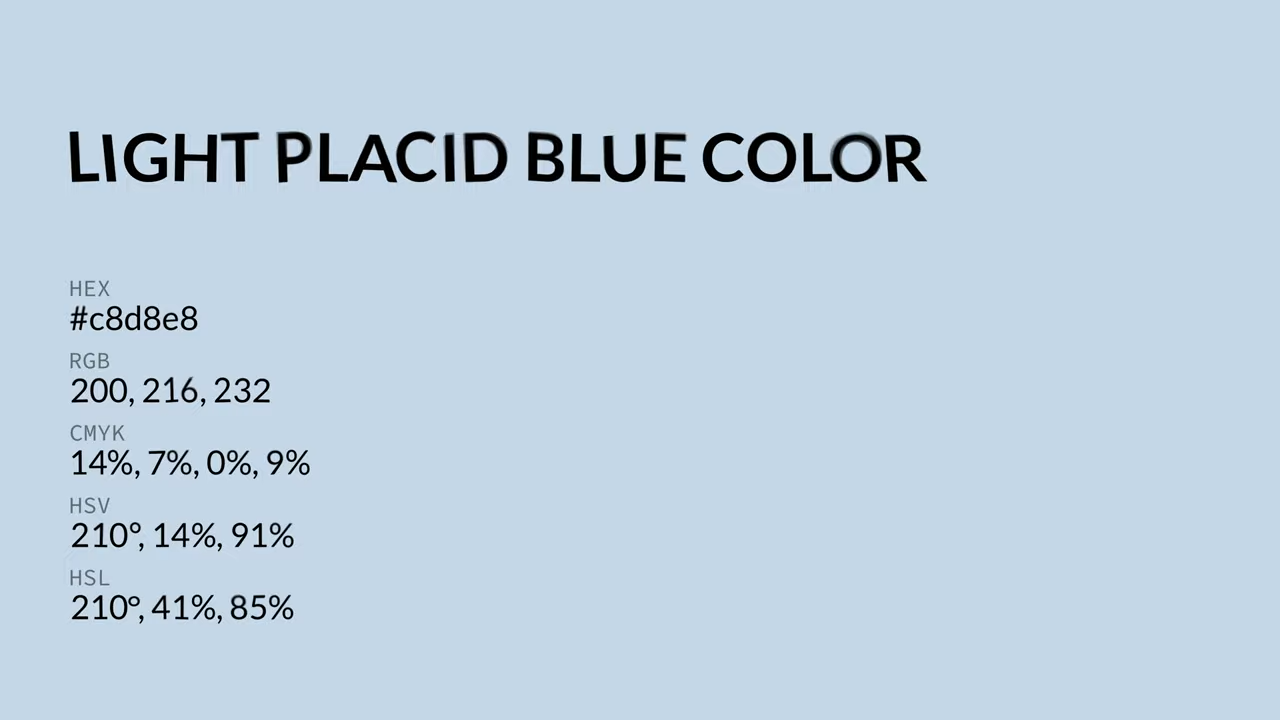 LIGHT PLACID BLUE COLOR
HEX
#c8d8e8
RGB
200, 216, 232
CMYK
14%, 7%, 0%, 9%
HSV
210°, 14%, 91%
HSL
210°, 41%, 85%